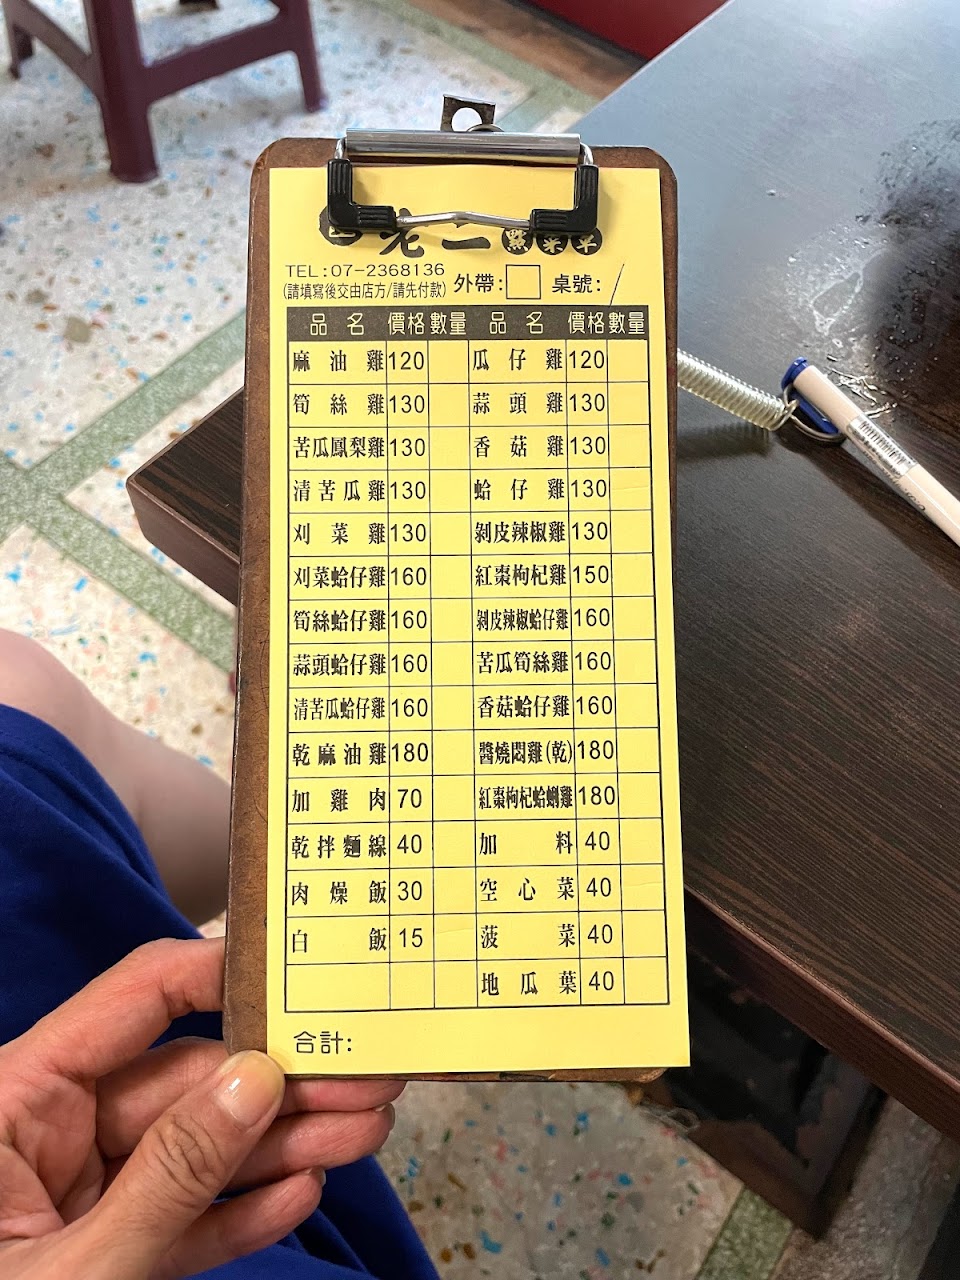 老二點菜單
TEL:07-2368136
(請填寫後交由店方/請先付款) 外帶: 桌號:
品名 價格 數量 品名 價格 數量
麻油雞 120 瓜仔雞 120
筍絲雞 130 蒜頭雞 130
苦瓜鳳梨雞 130 香菇雞 130
清苦瓜雞 130 蛤仔雞 130
刈菜雞 130 剝皮辣椒雞 130
刈菜蛤仔雞 160 紅棗枸杞雞 150
筍絲蛤仔雞 160 剝皮辣椒蛤仔雞 160
蒜頭蛤仔雞 160 苦瓜筍絲雞 160
清苦瓜蛤仔雞 160 香菇蛤仔雞 160
乾麻油雞 180 醬燒悶雞(乾) 180
加雞肉 70 紅棗枸杞蛤蜊雞 180
乾拌麵線 40 加料 40
肉燥飯 30 空心菜 40
白飯 15 菠菜 40
地瓜葉 40
合計: